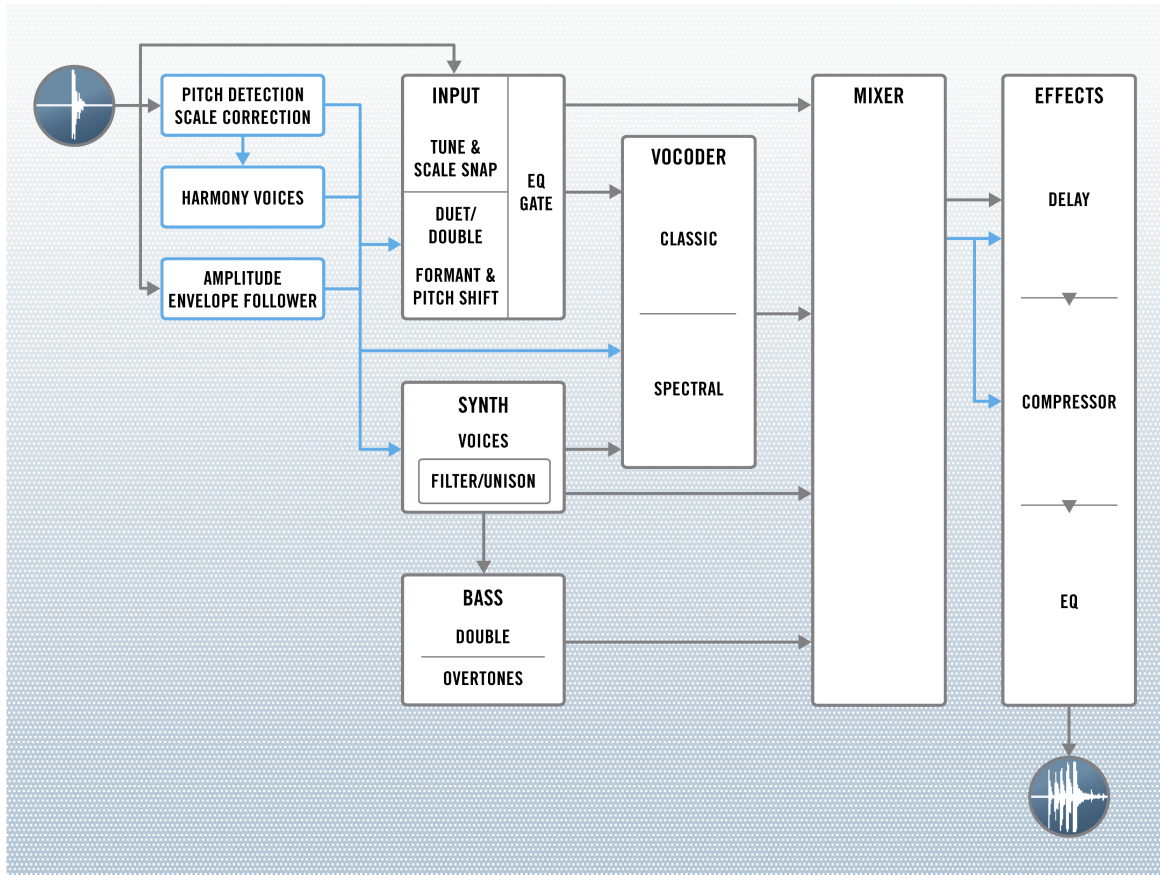 PITCH DETECTION
SCALE CORRECTION
HARMONY VOICES
AMPLITUDE
ENVELOPE FOLLOWER
INPUT
TUNE &
SCALE SNAP
DUET/
DOUBLE
FORMANT &
PITCH SHIFT
EQ
GATE
SYNTH
VOICES
FILTER/UNISON
BASS
DOUBLE
OVERTONES
VOCODER
CLASSIC
SPECTRAL
MIXER
EFFECTS
DELAY
COMPRESSOR
EQ